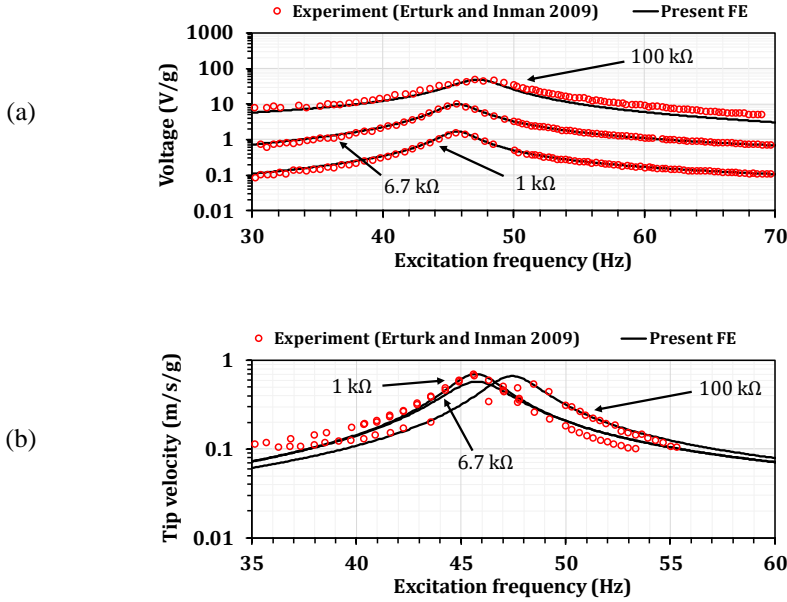 Experiment (Erturk and Inman 2009) Present FE
(a)
Voltage (V/g)
1000
100
10
1
0.1
0.01
100 kΩ
6.7 kΩ
1 kΩ
30 40 50 60 70
Excitation frequency (Hz)
Experiment (Erturk and Inman 2009) Present FE
(b)
Tip velocity (m/s/g)
1
0.1
0.01
1 kΩ
100 kΩ
6.7 kΩ
35 40 45 50 55 60
Excitation frequency (Hz)